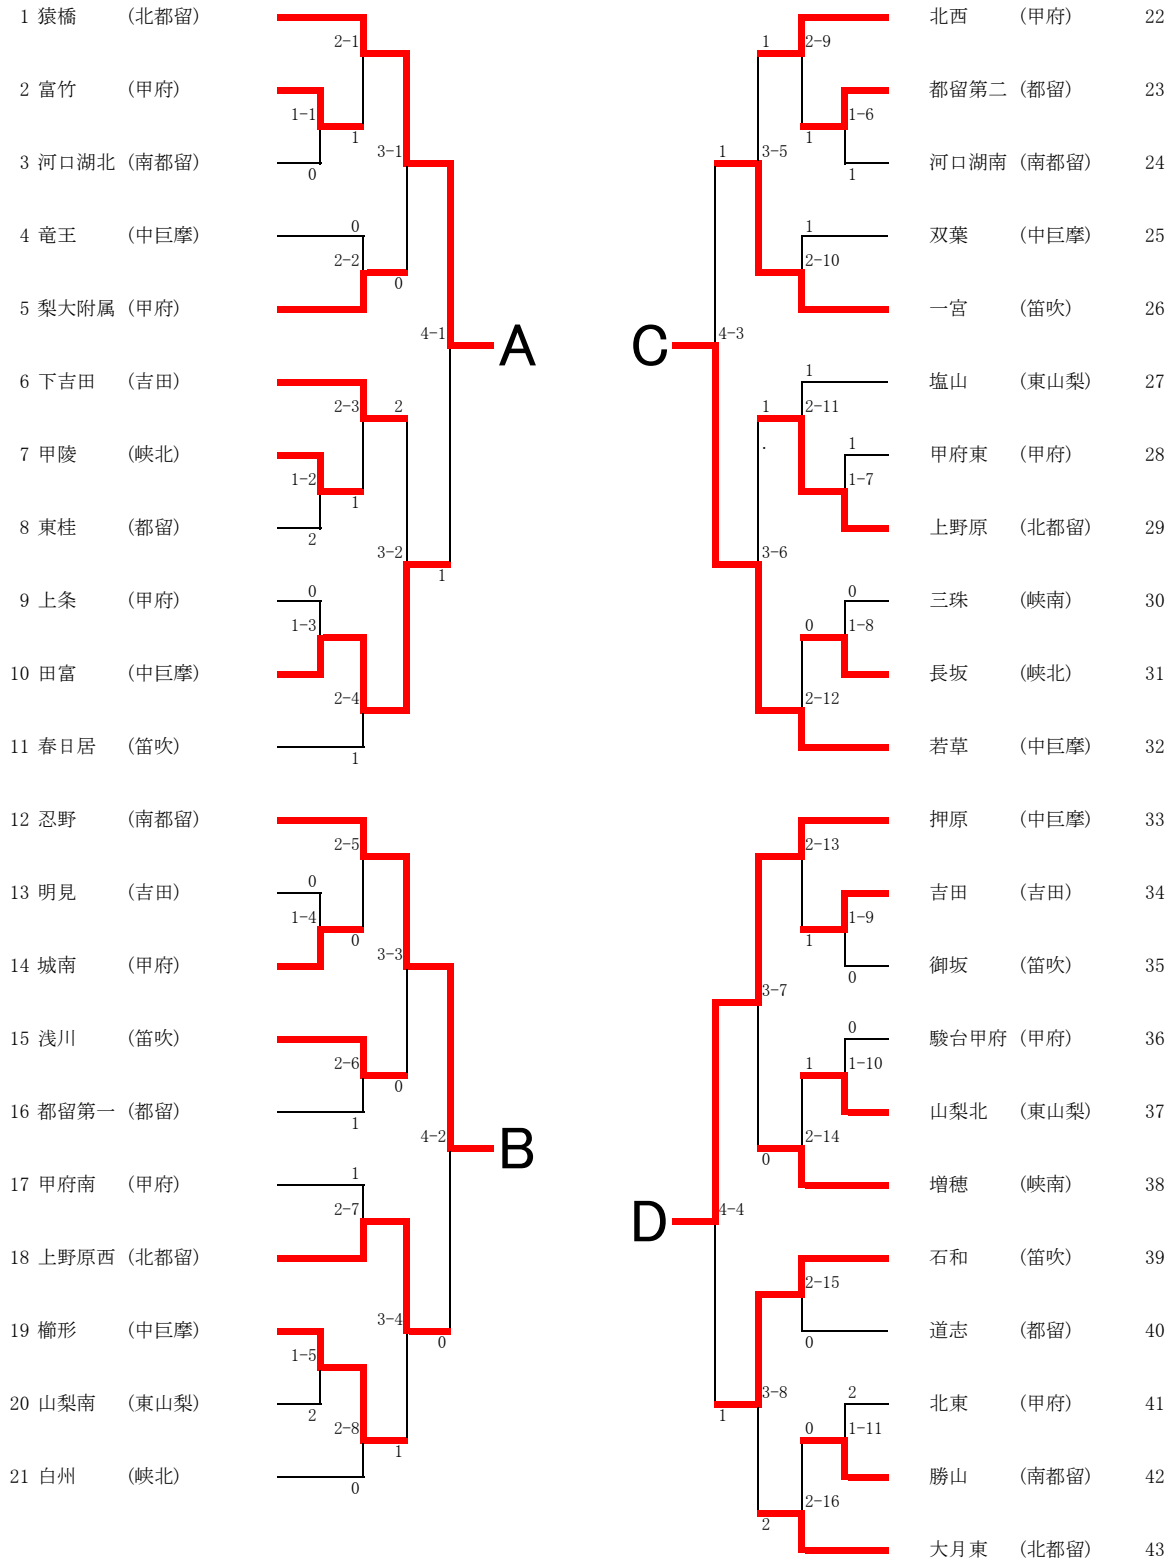 1 猿橋 (北都留)
2-1
2 富竹 (甲府)
1-1
1
3 河口湖北 (南都留)
0
3-1
4 竜王 (中巨摩)
0
2-2
0
5 梨大附属 (甲府)
4-1
A
6 下吉田 (吉田)
2-3
2
7 甲陵 (峡北)
1-2
1
8 東桂 (都留)
2
3-2
1
9 上条 (甲府)
0
1-3
10 田富 (中巨摩)
2-4
11 春日居 (笛吹)
1
12 忍野 (南都留)
2-5
13 明見 (吉田)
0
1-4
0
14 城南 (甲府)
3-3
15 浅川 (笛吹)
2-6
0
16 都留第一 (都留)
1
4-2
B
17 甲府南 (甲府)
1
2-7
18 上野原西 (北都留)
3-4
0
19 櫛形 (中巨摩)
1-5
20 山梨南 (東山梨)
2
2-8
1
21 白州 (峡北)
0
北西 (甲府) 22
1
2-9
都留第二 (都留) 23
1-6
1
河口湖南 (南都留) 24
1
1
3-5
双葉 (中巨摩) 25
1
2-10
一宮 (笛吹) 26
C
4-3
塩山 (東山梨) 27
1
1
2-11
.
甲府東 (甲府) 28
1
1-7
上野原 (北都留) 29
3-6
三珠 (峡南) 30
0
0
1-8
長坂 (峡北) 31
2-12
若草 (中巨摩) 32
押原 (中巨摩) 33
2-13
吉田 (吉田) 34
1-9
1
御坂 (笛吹) 35
0
3-7
駿台甲府 (甲府) 36
0
1
1-10
山梨北 (東山梨) 37
2-14
0
増穂 (峡南) 38
D
4-4
石和 (笛吹) 39
2-15
道志 (都留) 40
0
3-8
1
北東 (甲府) 41
2
0
1-11
勝山 (南都留) 42
2-16
2
大月東 (北都留) 43